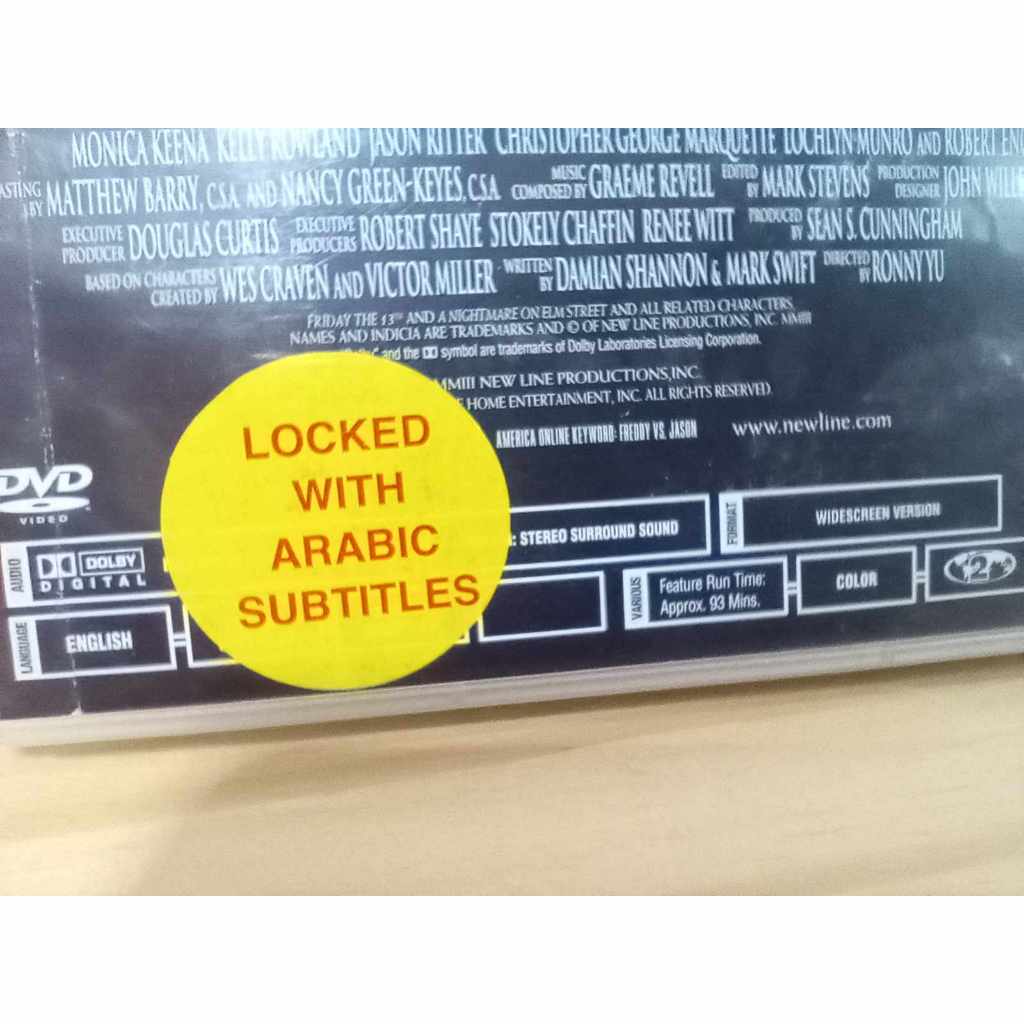 MONICA KEENA KELLY ROWLAND JASON RITTER CHRISTOPHER GEORGE MARQUETTE LOCHLYN MUNRO AND ROBERT
BY MATTHEW BARRY, C.S.A. AND NANCY GREEN-KEYES, C.S.A. MUSIC COMPOSED BY GRAEME REVELL EDITED BY MARK STEVENS PRODUCTION DESIGNER JOHN
EXECUTIVE PRODUCER DOUGLAS CURTIS EXECUTIVE PRODUCERS ROBERT SHAYE STOKELY CHAFFIN RENEE WITT PRODUCED BY SEAN S. CUNNINGHAM
BASED ON CHARACTERS CREATED BY WES CRAVEN AND VICTOR MILLER WRITTEN BY DAMIAN SHANNON & MARK SWIFT DIRECTED BY RONNY YU
FRIDAY THE 13TH AND A NIGHTMARE ON ELM STREET AND ALL RELATED CHARACTERS,
NAMES AND INDICIA ARE TRADEMARKS AND © OF NEW LINE PRODUCTIONS, INC. MMIII
and the DD symbol are trademarks of Dolby Laboratories Licensing Corporation.
MMIII NEW LINE PRODUCTIONS, INC.
HOME ENTERTAINMENT, INC. ALL RIGHTS RESERVED.
AMERICA ONLINE KEYWORD: FREDDY VS. JASON www.newline.com
LOCKED
WITH
ARABIC
SUBTITLES
DVD
VIDEO
AUDIO DOLBY
DIGITAL
: STEREO SURROUND SOUND
FORMAT WIDESCREEN VERSION
LANGUAGE ENGLISH
VARIOUS Feature Run Time:
Approx. 93 Mins.
COLOR
2